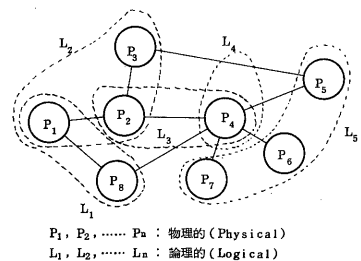 L2
P3
L4
P5
P1
P2
P4
L3
L5
P6
P8
P7
L1
P1, P2, …… Pn : 物理的 (Physical)
L1, L2, …… Ln : 論理的 (Logical)